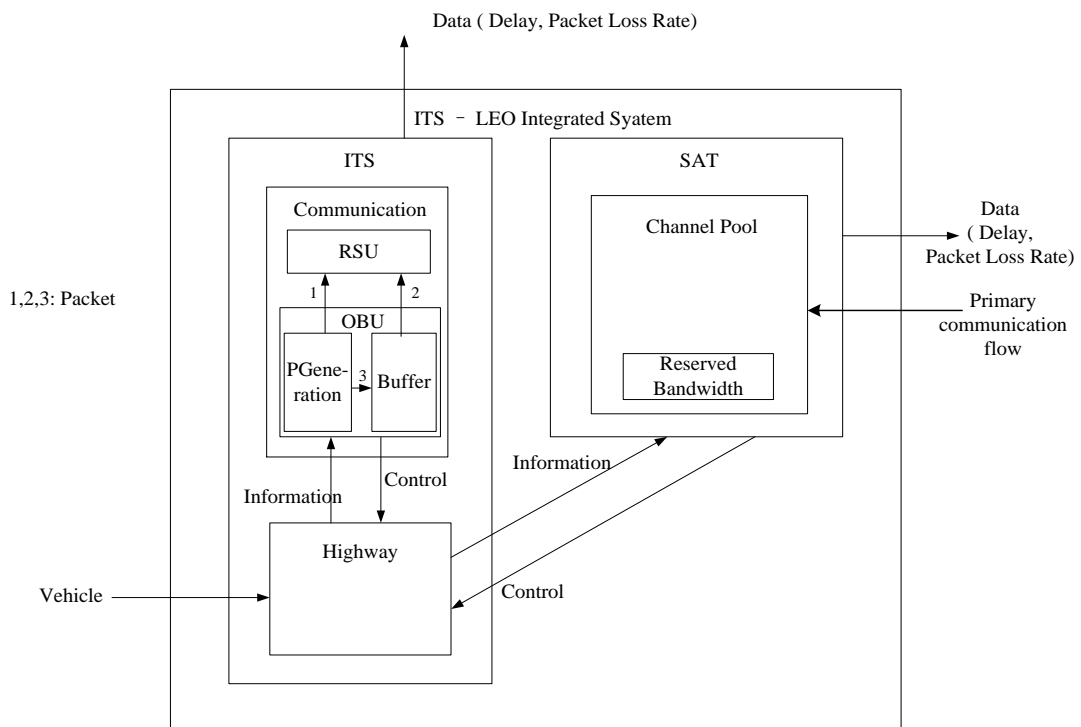 Data ( Delay, Packet Loss Rate)
ITS – LEO Integrated Syatem
ITS
SAT
Communication
Channel Pool
RSU
Data
( Delay,
Packet Loss Rate)
1
2
1,2,3: Packet
OBU
Primary
communication
flow
PGene-
ration
3
Buffer
Reserved
Bandwidth
Information
Control
Information
Highway
Vehicle
Control